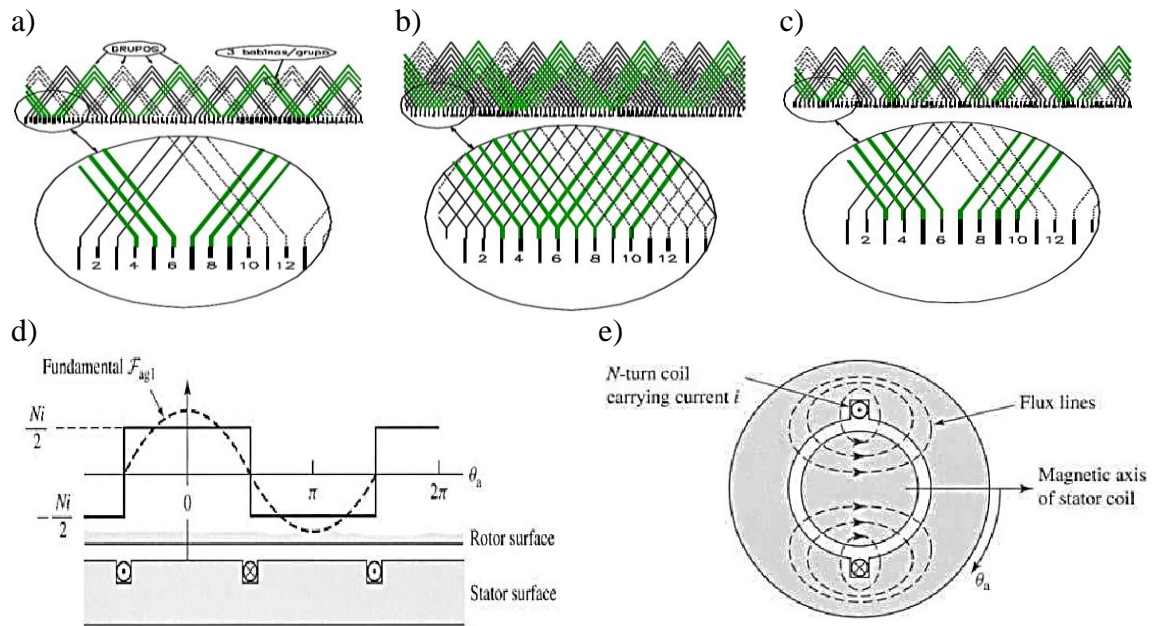 a)
GRUPOS
3 bobinas/grupo
2 4 6 8 10 12
b)
2 4 6 8 10 12
c)
2 4 6 8 10 12
d)
Fundamental ℱag1
Ni/2
−Ni/2
0
π
2π
θa
Rotor surface
Stator surface
e)
N-turn coil
carrying current i
Flux lines
Magnetic axis
of stator coil
θa